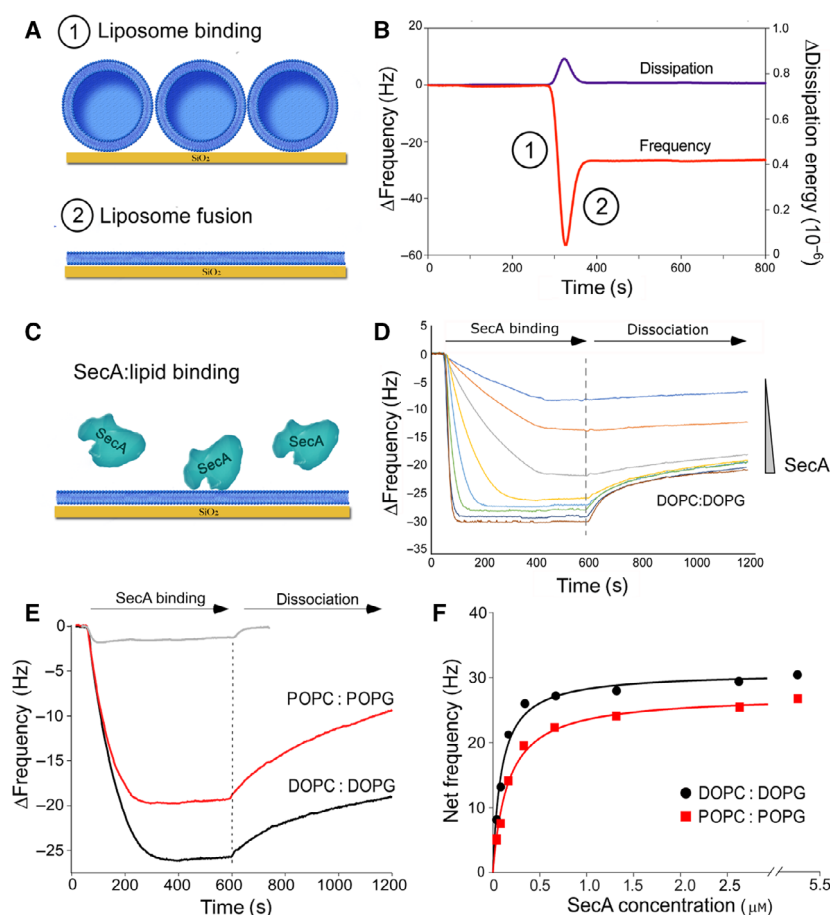 A
1 Liposome binding
SiO2
2 Liposome fusion
SiO2
B
20
0
−20
−40
−60
ΔFrequency (Hz)
1.0
0.8
0.6
0.4
0.2
0
ΔDissipation energy (10−6)
Dissipation
Frequency
1
2
0 200 400 600 800
Time (s)
C
SecA:lipid binding
SecA
SecA
SecA
SiO2
D
SecA binding Dissociation
0
−5
−10
−15
−20
−25
−30
−35
ΔFrequency (Hz)
SecA
DOPC:DOPG
0 200 400 600 800 1000 1200
Time (s)
E
SecA binding Dissociation
0
−5
−10
−15
−20
−25
ΔFrequency (Hz)
POPC : POPG
DOPC : DOPG
0 200 400 600 800 1000 1200
Time (s)
F
40
30
20
10
0
Net frequency (Hz)
DOPC : DOPG
POPC : POPG
0 0.5 1.0 1.5 2.0 2.5 5.5
SecA concentration (μM)